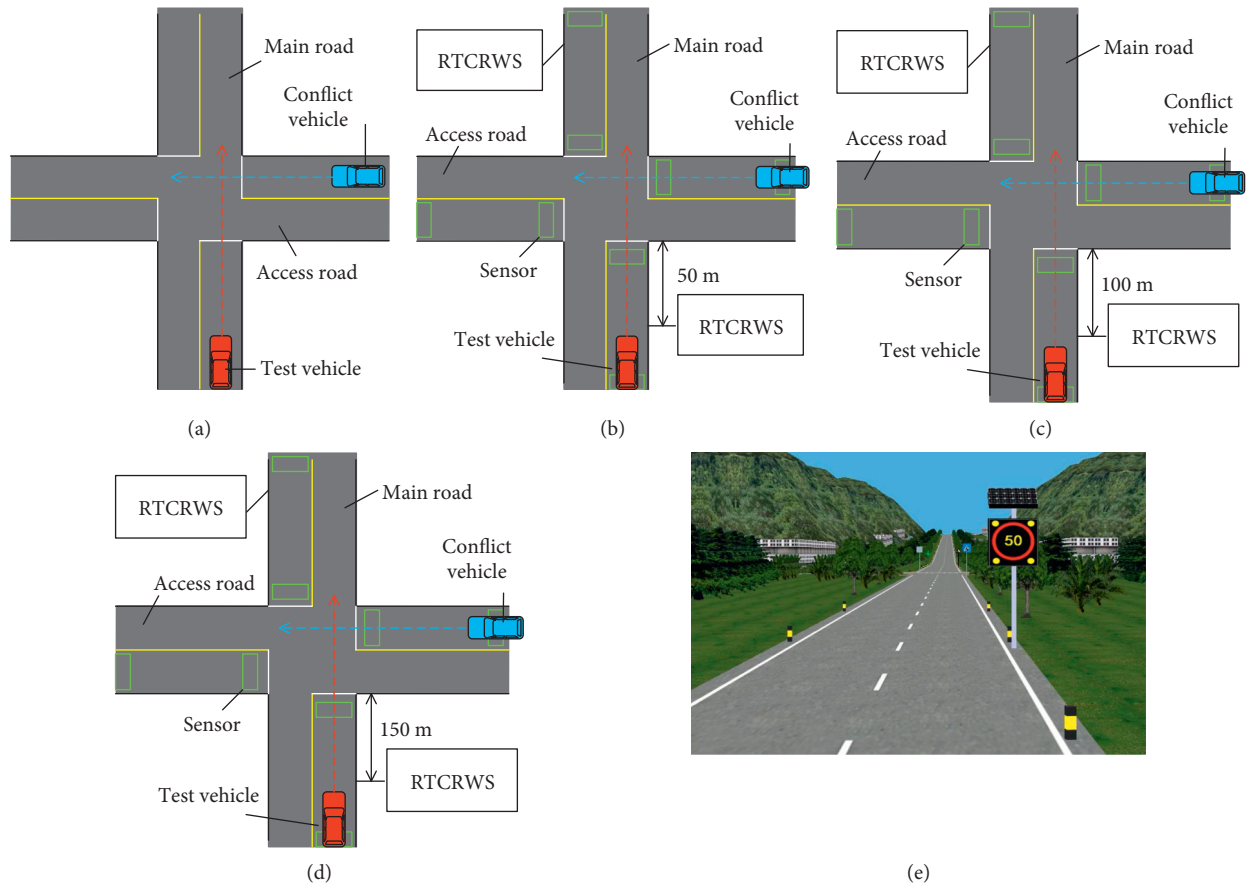 Main road
Conflict
vehicle
Access road
Test vehicle
(a)
RTCRWS
Main road
Conflict
vehicle
Access road
Sensor
50 m
RTCRWS
Test vehicle
(b)
RTCRWS
Main road
Conflict
vehicle
Access road
Sensor
100 m
RTCRWS
Test vehicle
(c)
RTCRWS
Main road
Conflict
vehicle
Access road
Sensor
150 m
RTCRWS
Test vehicle
(d)
50
(e)